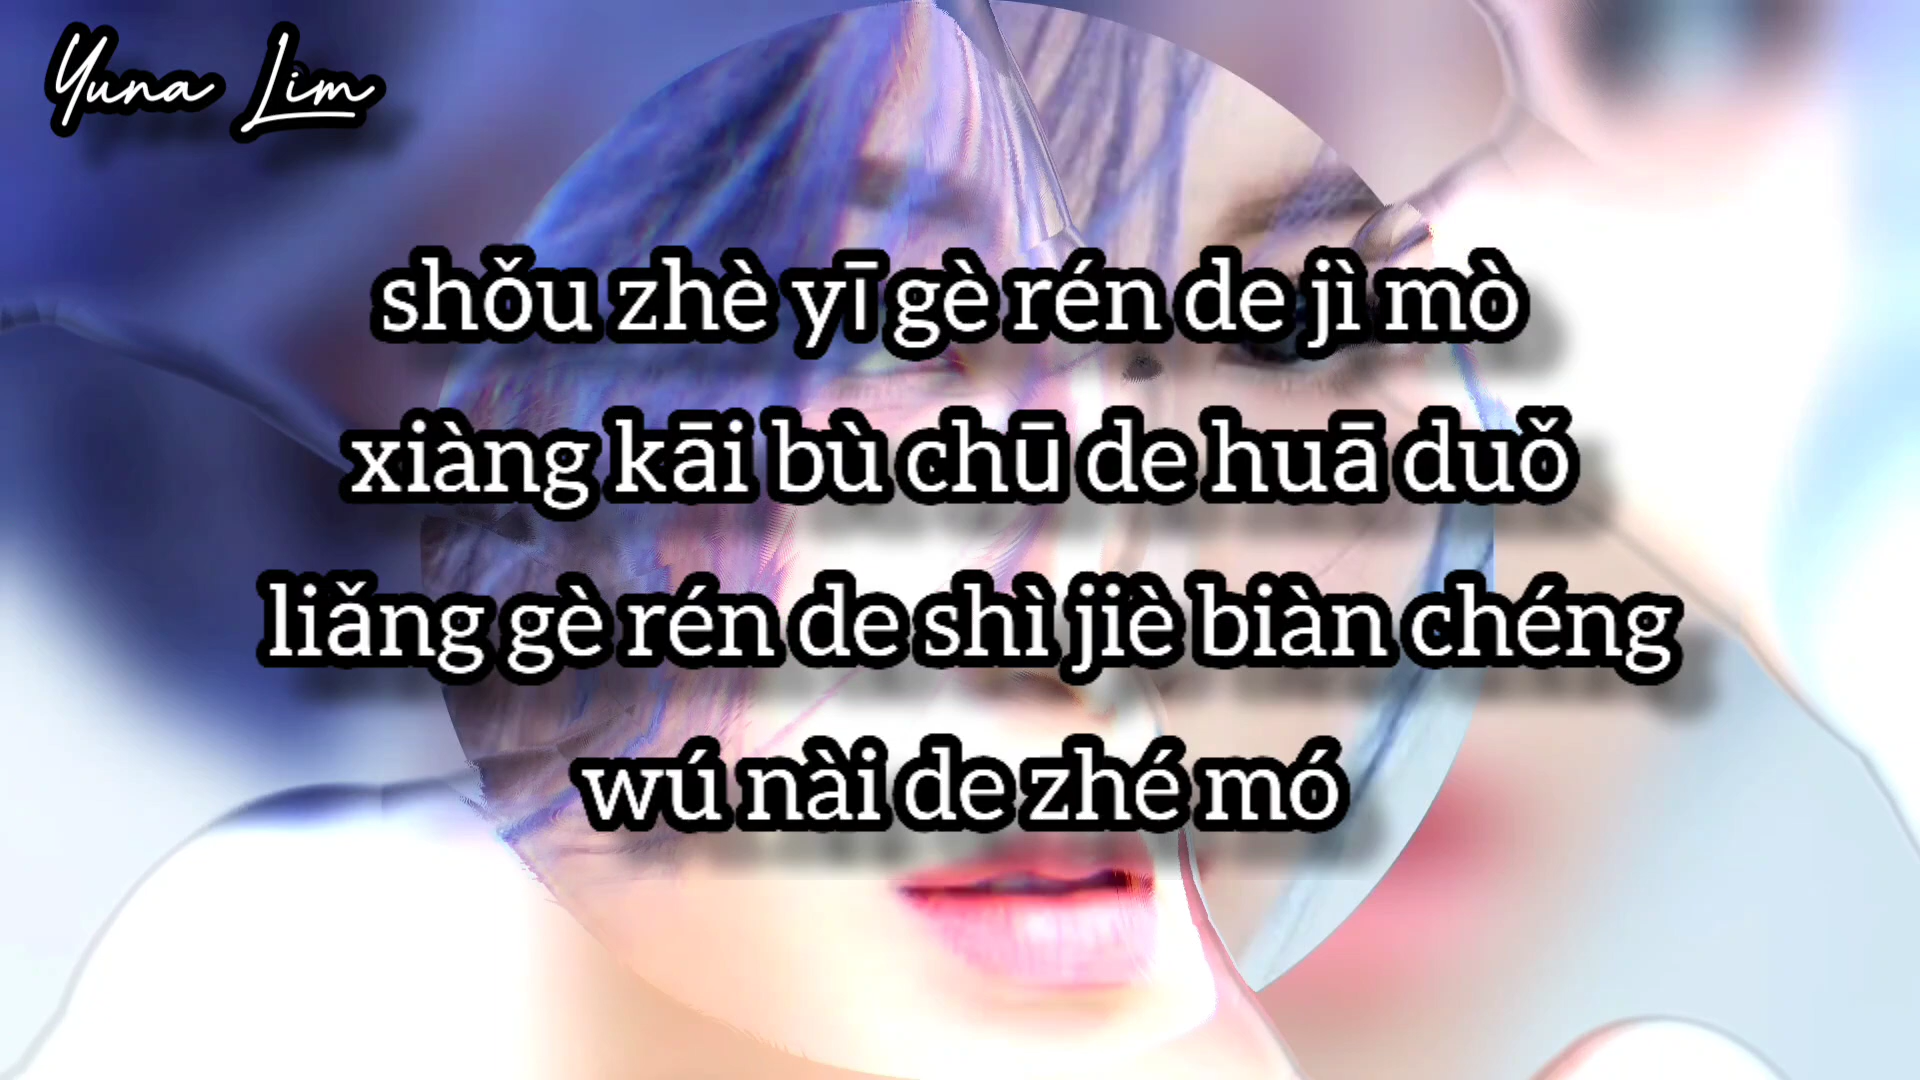 Yuna Lim
shǒu zhè yī gè rén de jì mò
xiàng kāi bù chū de huā duǒ
liǎng gè rén de shì jiè biàn chéng
wú nài de zhé mó